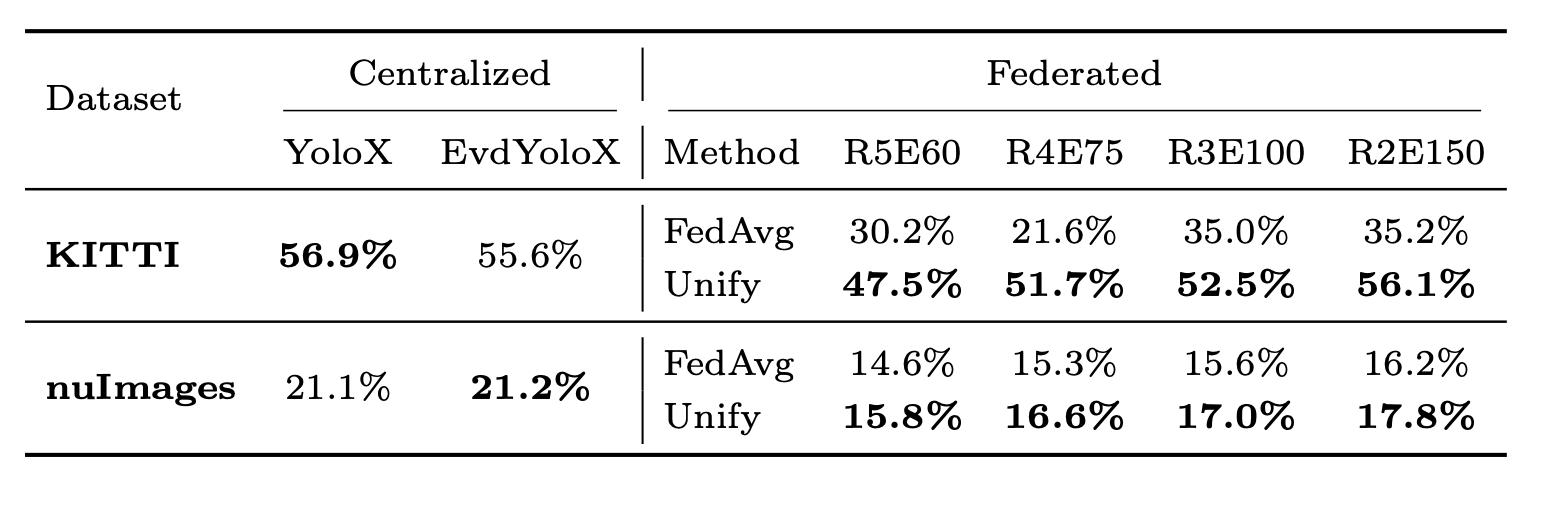 Centralized Federated
Dataset
YoloX EvdYoloX Method R5E60 R4E75 R3E100 R2E150
FedAvg 30.2% 21.6% 35.0% 35.2%
KITTI 56.9% 55.6%
Unify 47.5% 51.7% 52.5% 56.1%
FedAvg 14.6% 15.3% 15.6% 16.2%
nuImages 21.1% 21.2%
Unify 15.8% 16.6% 17.0% 17.8%